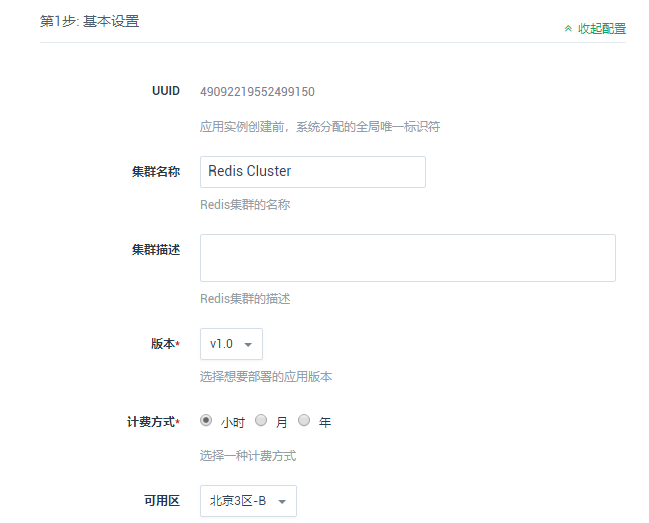 第1步: 基本设置
收起配置
UUID 49092219552499150
应用实例创建前，系统分配的全局唯一标识符
集群名称 Redis Cluster
Redis集群的名称
集群描述
Redis集群的描述
版本* v1.0
选择想要部署的应用版本
计费方式* 小时 月 年
选择一种计费方式
可用区 北京3区-B